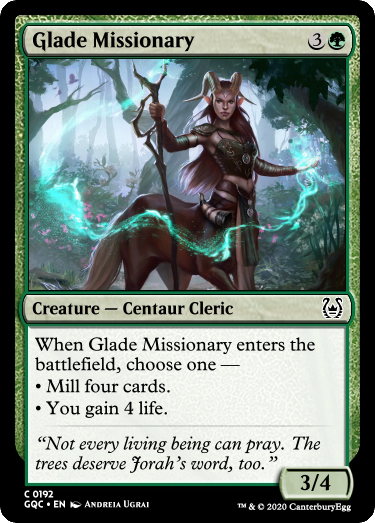 Glade Missionary 3
Creature — Centaur Cleric
When Glade Missionary enters the
battlefield, choose one —
• Mill four cards.
• You gain 4 life.
“Not every living being can pray. The
trees deserve Jorah’s word, too.”
3/4
C 0192
GQC • EN Andreia Ugrai
™ & © 2020 CanterburyEgg